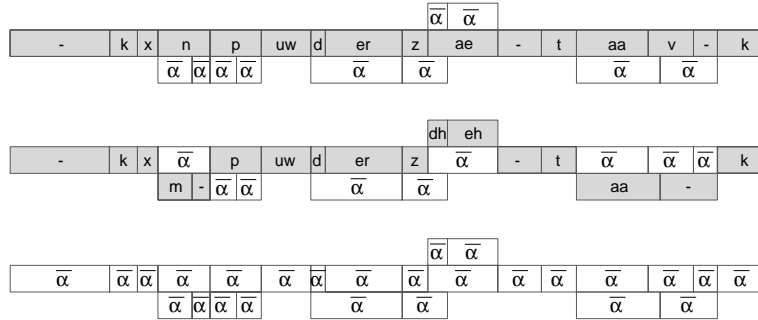 α̅ α̅
- k x n p uw d er z ae - t aa v - k
α̅ α̅ α̅ α̅ α̅ α̅ α̅ α̅
dh eh
- k x α̅ p uw d er z α̅ - t α̅ α̅ α̅ k
m - α̅ α̅ α̅ α̅ aa -
α̅ α̅
α̅ α̅ α̅ α̅ α̅ α̅ α̅ α̅ α̅ α̅ α̅ α̅ α̅ α̅ α̅ α̅
α̅ α̅ α̅ α̅ α̅ α̅ α̅ α̅